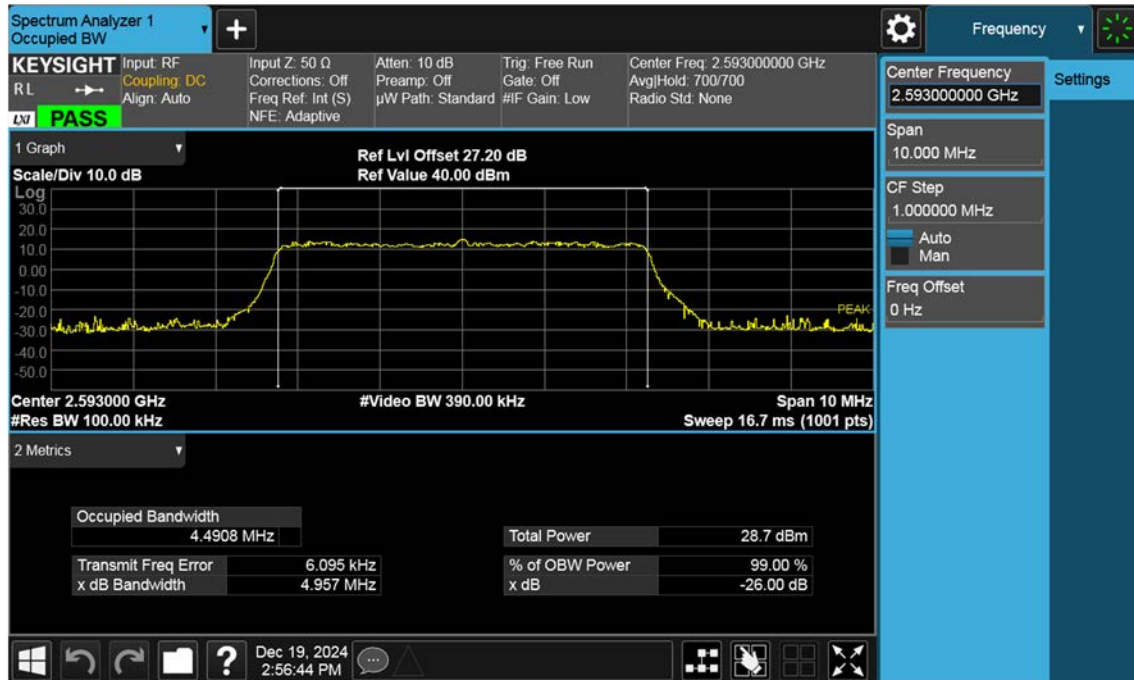 Spectrum Analyzer 1
Occupied BW
+
Frequency
KEYSIGHT
RL
LXI PASS
Input: RF
Coupling: DC
Align: Auto
Input Z: 50 Ω
Corrections: Off
Freq Ref: Int (S)
NFE: Adaptive
Atten: 10 dB
Preamp: Off
µW Path: Standard
Trig: Free Run
Gate: Off
#IF Gain: Low
Center Freq: 2.593000000 GHz
Avg|Hold: 700/700
Radio Std: None
1 Graph
Scale/Div 10.0 dB
Ref Lvl Offset 27.20 dB
Ref Value 40.00 dBm
Log
30.0
20.0
10.0
0.00
-10.0
-20.0
-30.0
-40.0
-50.0
PEAK
Center 2.593000 GHz
#Video BW 390.00 kHz
Span 10 MHz
#Res BW 100.00 kHz
Sweep 16.7 ms (1001 pts)
2 Metrics
Occupied Bandwidth
4.4908 MHz
Total Power 28.7 dBm
Transmit Freq Error 6.095 kHz
% of OBW Power 99.00 %
x dB Bandwidth 4.957 MHz
x dB -26.00 dB
Center Frequency
2.593000000 GHz
Settings
Span
10.000 MHz
CF Step
1.000000 MHz
Auto
Man
Freq Offset
0 Hz
?
Dec 19, 2024
2:56:44 PM